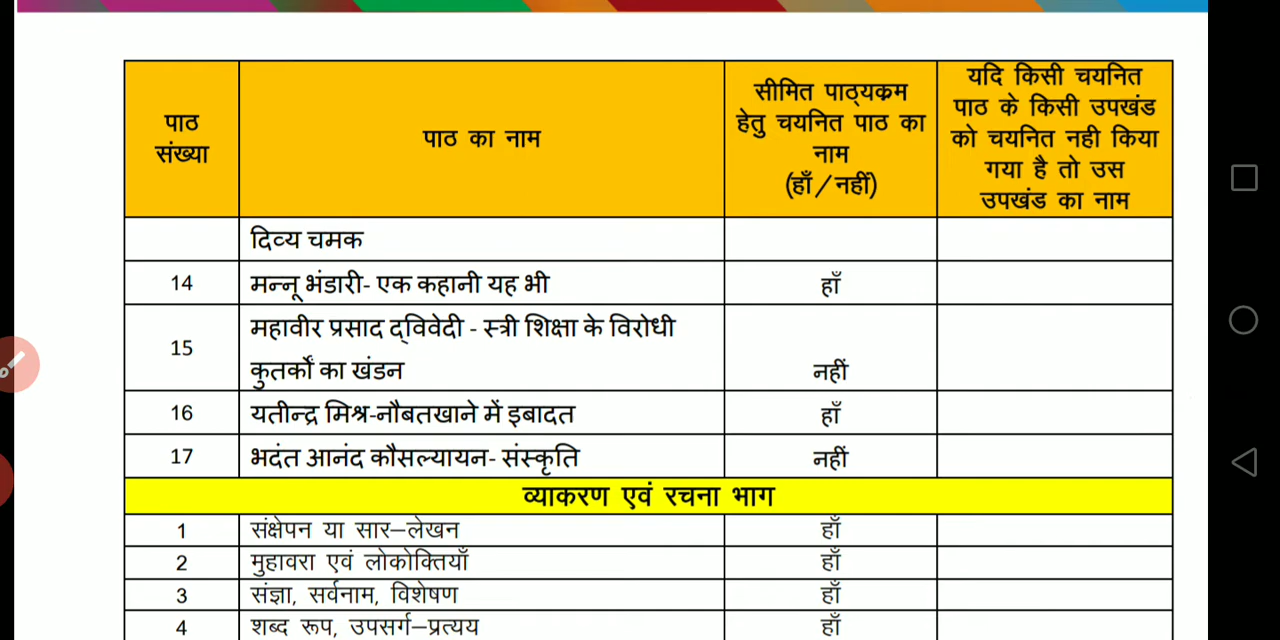 पाठ संख्या
पाठ का नाम
सीमित पाठ्यक्रम हेतु चयनित पाठ का नाम (हाँ/नहीं)
यदि किसी चयनित पाठ के किसी उपखंड को चयनित नही किया गया है तो उस उपखंड का नाम
दिव्य चमक
14 मन्नू भंडारी- एक कहानी यह भी हाँ
15 महावीर प्रसाद द्विवेदी - स्त्री शिक्षा के विरोधी
कुतर्कों का खंडन नहीं
16 यतीन्द्र मिश्र-नौबतखाने में इबादत हाँ
17 भदंत आनंद कौसल्यायन- संस्कृति नहीं
व्याकरण एवं रचना भाग
1 संक्षेपन या सार–लेखन हाँ
2 मुहावरा एवं लोकोक्तियाँ हाँ
3 संज्ञा, सर्वनाम, विशेषण हाँ
4 शब्द रूप, उपसर्ग–प्रत्यय हाँ